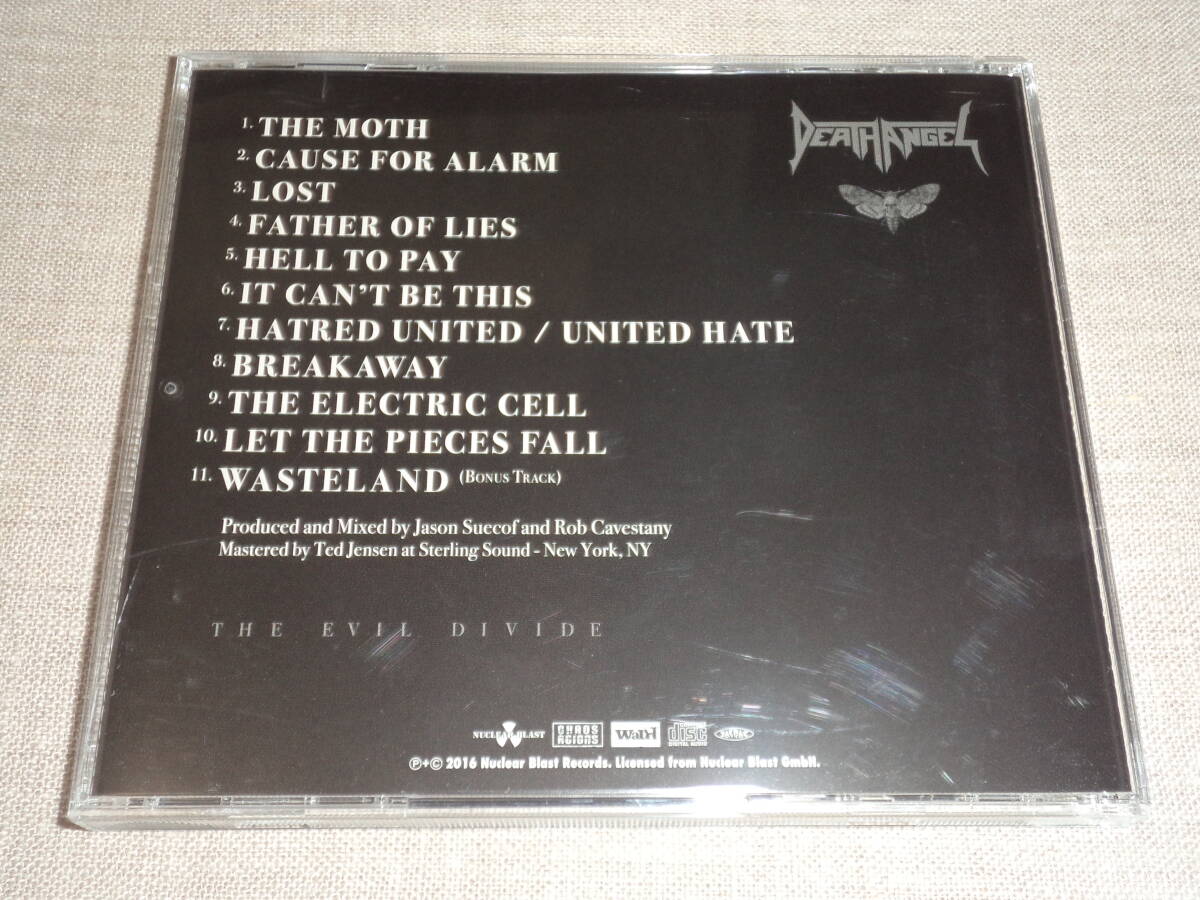 DEATH ANGEL
1. THE MOTH
2. CAUSE FOR ALARM
3. LOST
4. FATHER OF LIES
5. HELL TO PAY
6. IT CAN'T BE THIS
7. HATRED UNITED / UNITED HATE
8. BREAKAWAY
9. THE ELECTRIC CELL
10. LET THE PIECES FALL
11. WASTELAND (BONUS TRACK)
Produced and Mixed by Jason Suecof and Rob Cavestany
Mastered by Ted Jensen at Sterling Sound - New York, NY
THE EVIL DIVIDE
NUCLEAR BLAST
CHAOS REIGNS
disc
DIGITAL AUDIO
JASRAC
℗+© 2016 Nuclear Blast Records. Licensed from Nuclear Blast GmbH.